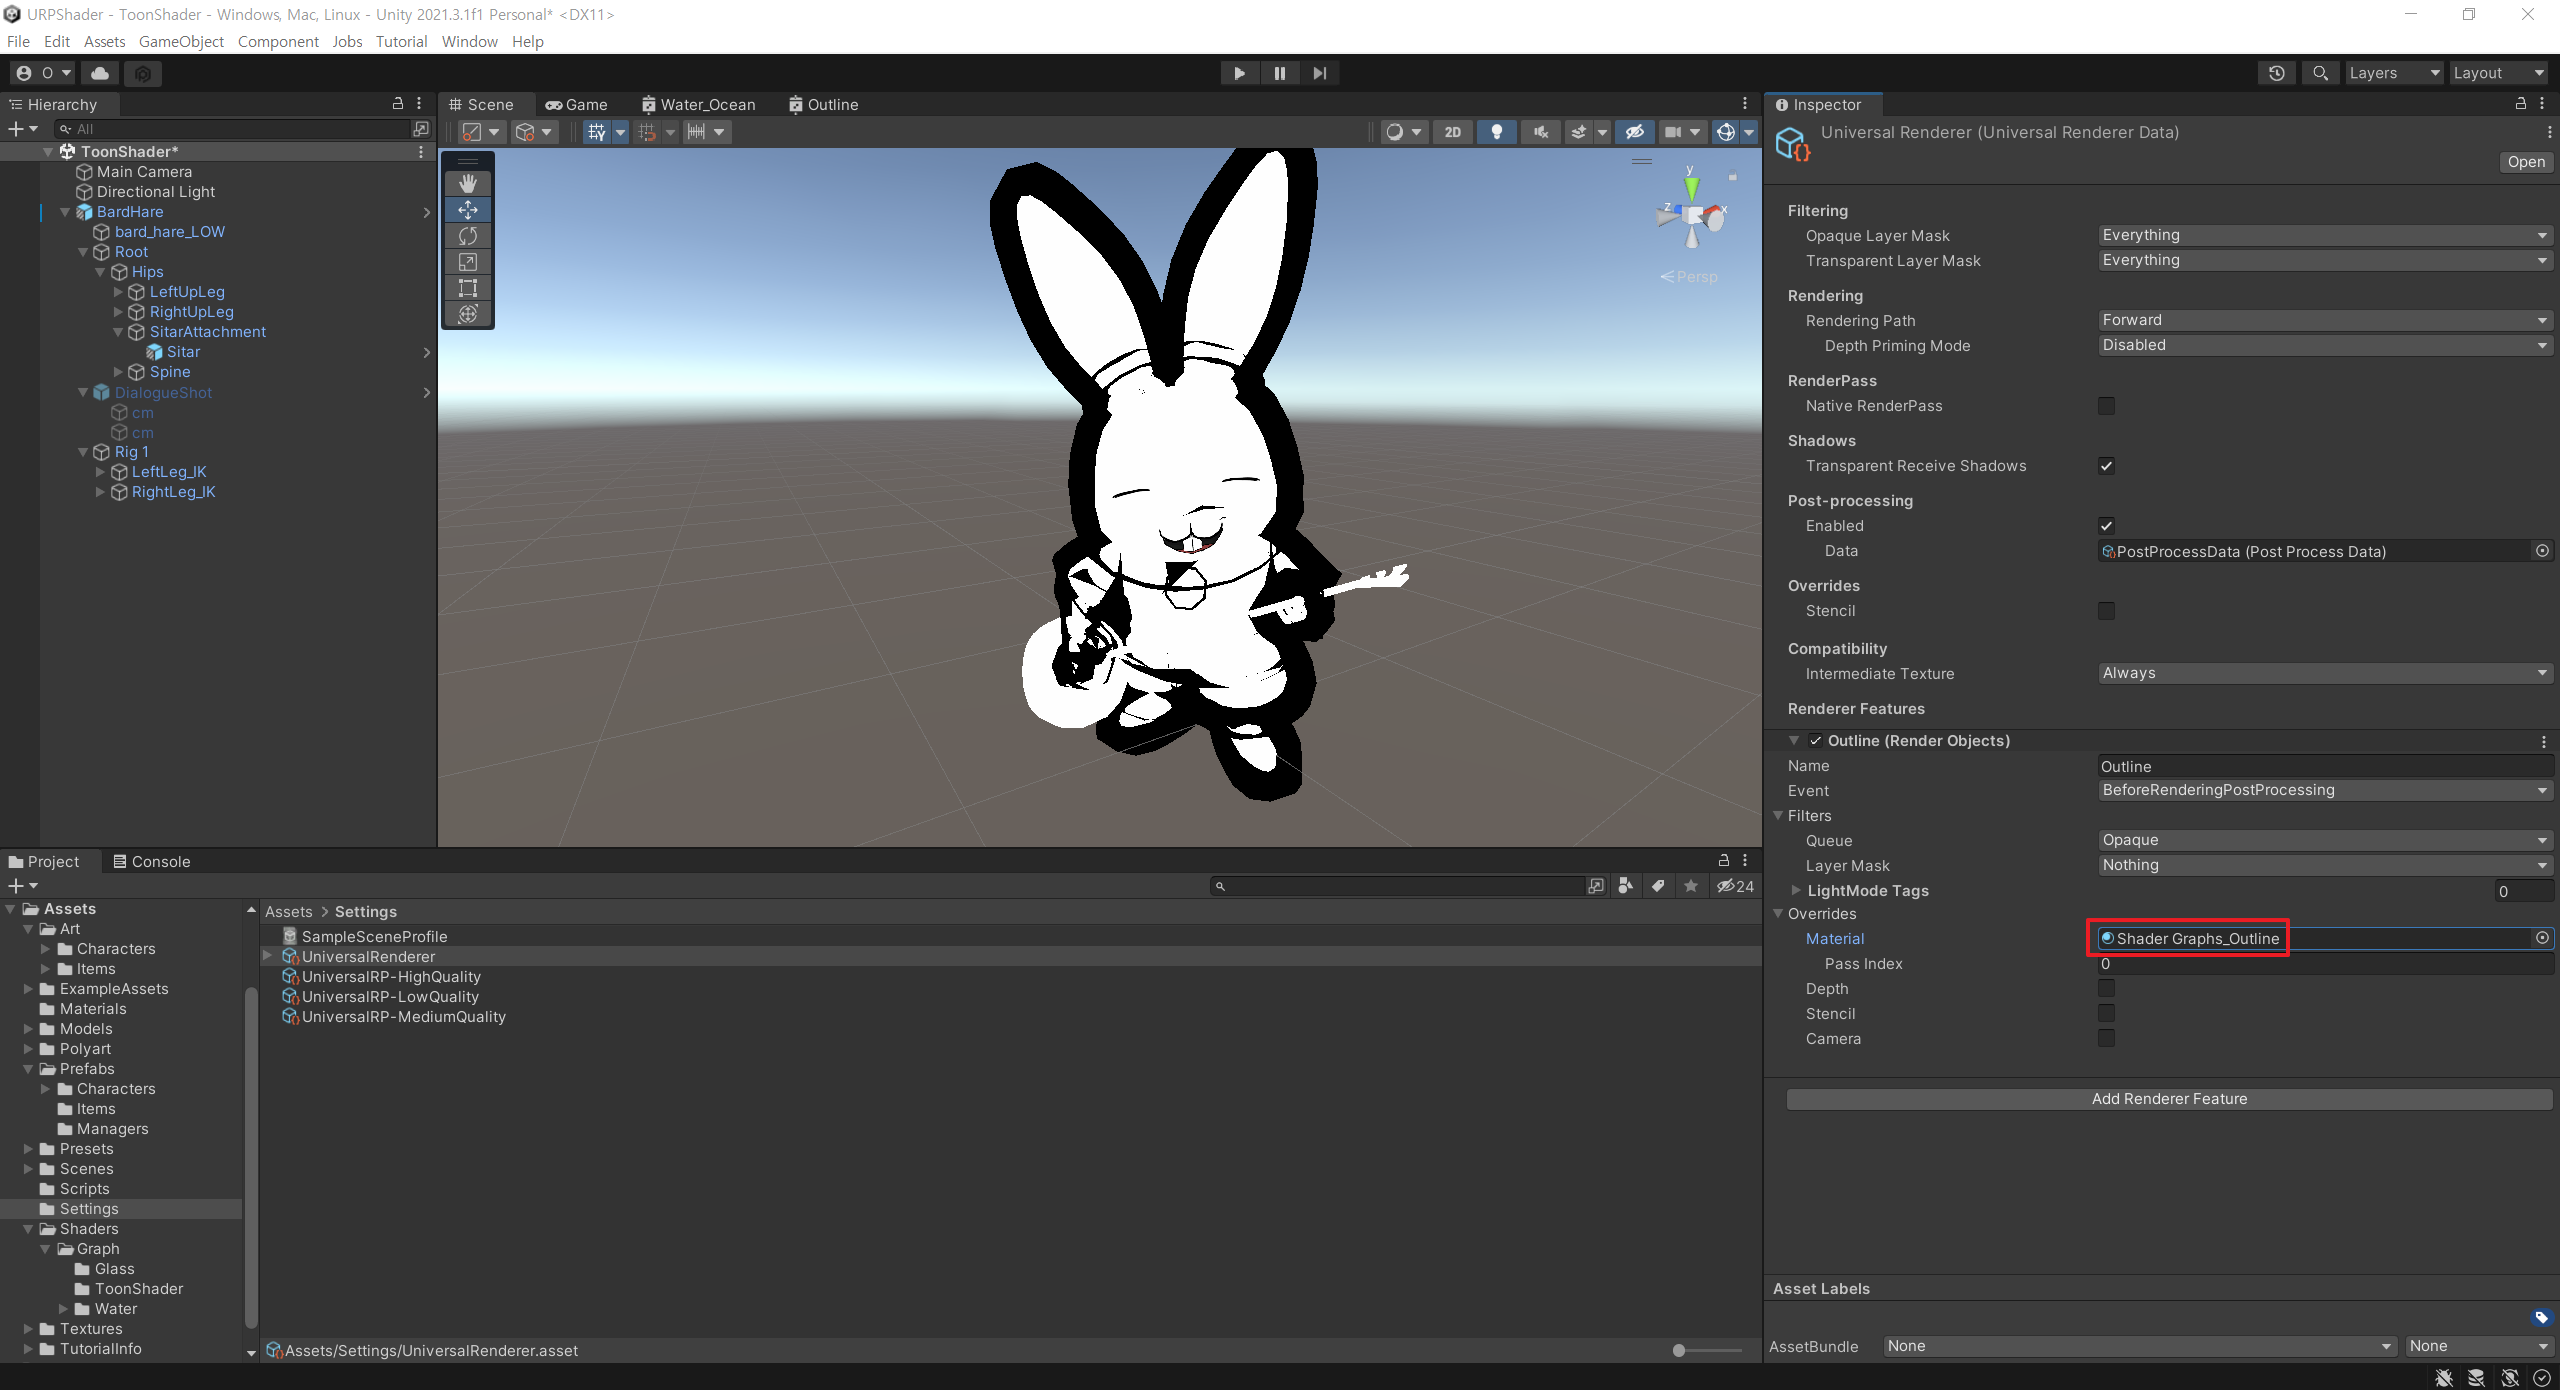 URPShader - ToonShader - Windows, Mac, Linux - Unity 2021.3.1f1 Personal* <DX11>
File Edit Assets GameObject Component Jobs Tutorial Window Help
O Layers Layout
Hierarchy
All
ToonShader*
Main Camera
Directional Light
BardHare
bard_hare_LOW
Root
Hips
LeftUpLeg
RightUpLeg
SitarAttachment
Sitar
Spine
DialogueShot
cm
cm
Rig 1
LeftLeg_IK
RightLeg_IK
Scene Game Water_Ocean Outline
2D
y
z x
Persp
Inspector
Universal Renderer (Universal Renderer Data)
Open
Filtering
Opaque Layer Mask Everything
Transparent Layer Mask Everything
Rendering
Rendering Path Forward
Depth Priming Mode Disabled
RenderPass
Native RenderPass
Shadows
Transparent Receive Shadows
Post-processing
Enabled
Data PostProcessData (Post Process Data)
Overrides
Stencil
Compatibility
Intermediate Texture Always
Renderer Features
Outline (Render Objects)
Name Outline
Event BeforeRenderingPostProcessing
Filters
Queue Opaque
Layer Mask Nothing
LightMode Tags 0
Overrides
Material Shader Graphs_Outline
Pass Index 0
Depth
Stencil
Camera
Add Renderer Feature
Asset Labels
AssetBundle None None
Project Console
24
Assets
Art
Characters
Items
ExampleAssets
Materials
Models
Polyart
Prefabs
Characters
Items
Managers
Presets
Scenes
Scripts
Settings
Shaders
Graph
Glass
ToonShader
Water
Textures
TutorialInfo
Assets > Settings
SampleSceneProfile
UniversalRenderer
UniversalRP-HighQuality
UniversalRP-LowQuality
UniversalRP-MediumQuality
Assets/Settings/UniversalRenderer.asset